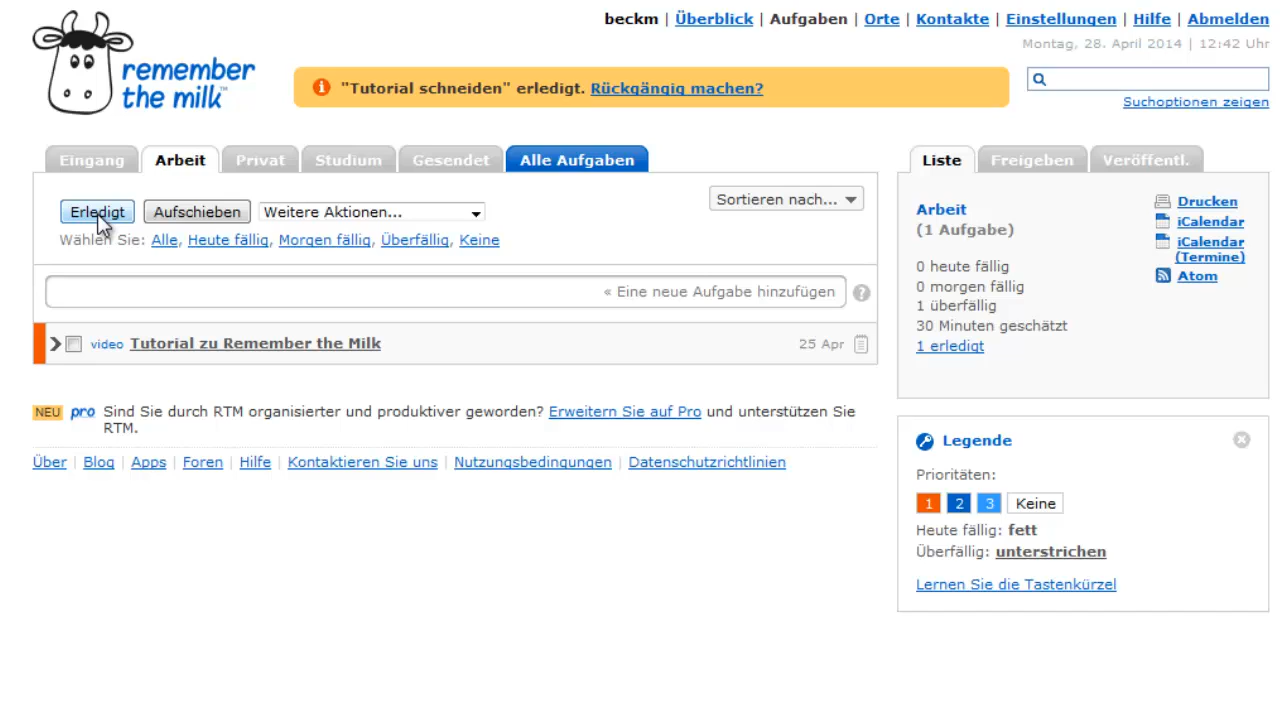 beckm | Überblick | Aufgaben | Orte | Kontakte | Einstellungen | Hilfe | Abmelden
Montag, 28. April 2014 | 12:42 Uhr
remember
the milk™
"Tutorial schneiden" erledigt. Rückgängig machen?
Suchoptionen zeigen
Eingang Arbeit Privat Studium Gesendet Alle Aufgaben
Erledigt Aufschieben Weitere Aktionen... Sortieren nach...
Wählen Sie: Alle, Heute fällig, Morgen fällig, Überfällig, Keine
« Eine neue Aufgabe hinzufügen ?
video Tutorial zu Remember the Milk 25 Apr
NEU pro Sind Sie durch RTM organisierter und produktiver geworden? Erweitern Sie auf Pro und unterstützen Sie
RTM.
Über | Blog | Apps | Foren | Hilfe | Kontaktieren Sie uns | Nutzungsbedingungen | Datenschutzrichtlinien
Liste Freigeben Veröffentl.
Arbeit
(1 Aufgabe)
0 heute fällig
0 morgen fällig
1 überfällig
30 Minuten geschätzt
1 erledigt
Drucken
iCalendar
iCalendar
(Termine)
Atom
Legende
Prioritäten:
1 2 3 Keine
Heute fällig: fett
Überfällig: unterstrichen
Lernen Sie die Tastenkürzel